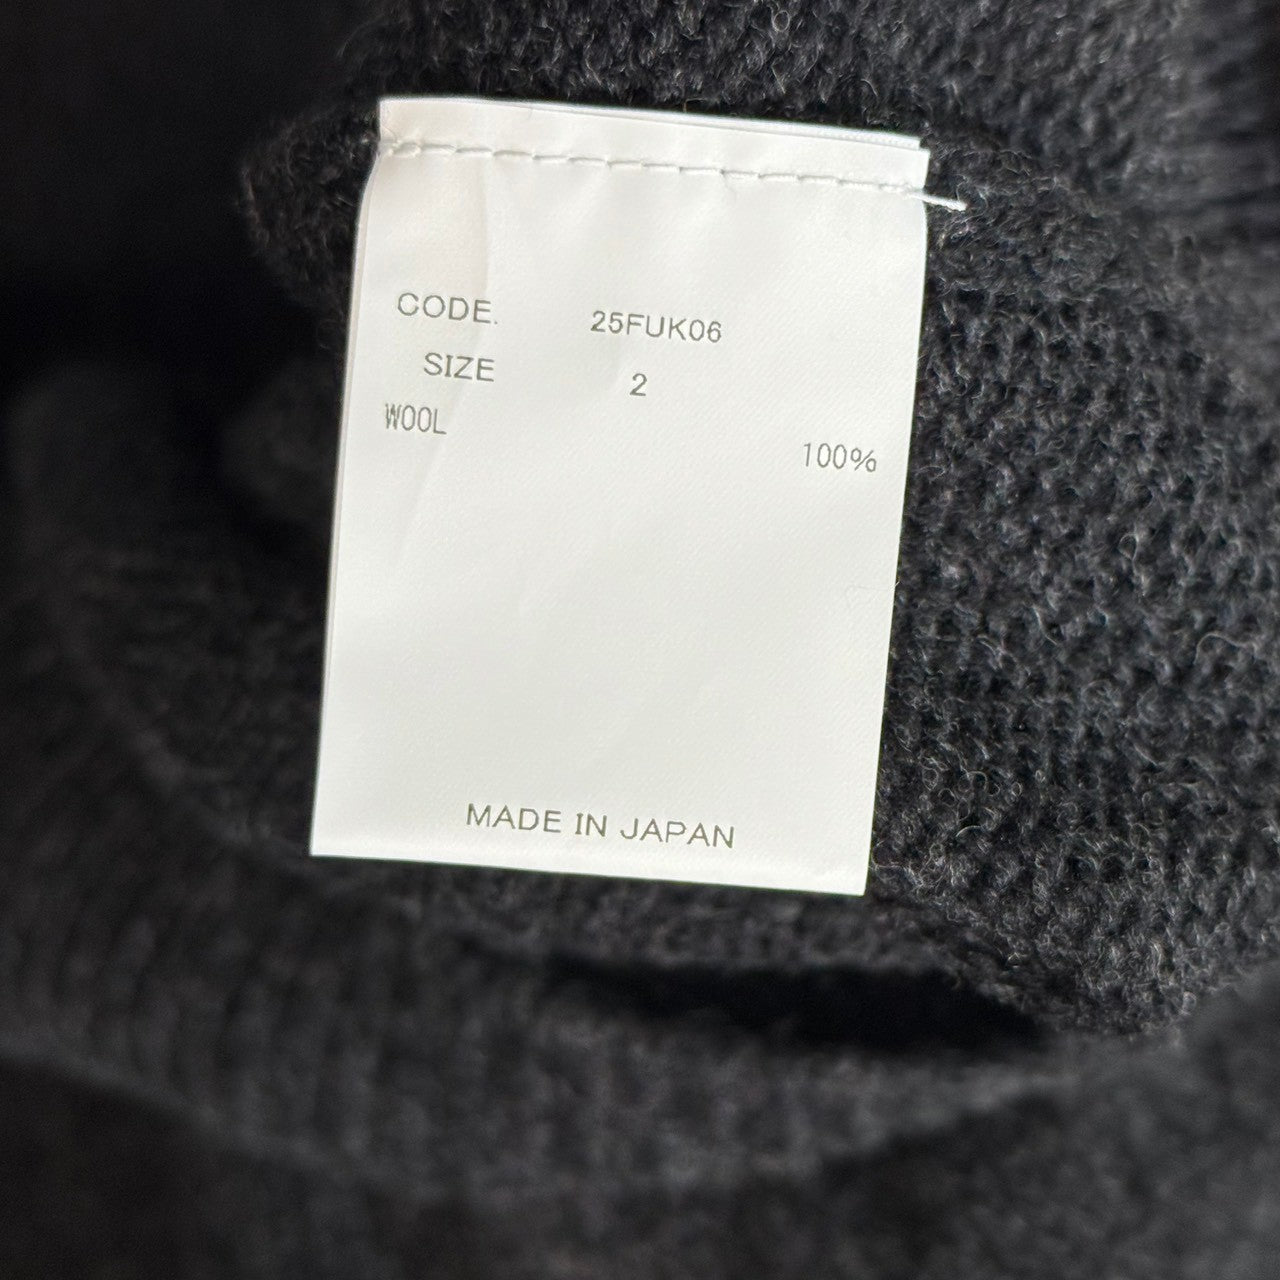 CODE. 25FUK06
SIZE 2
WOOL 100%
MADE IN JAPAN